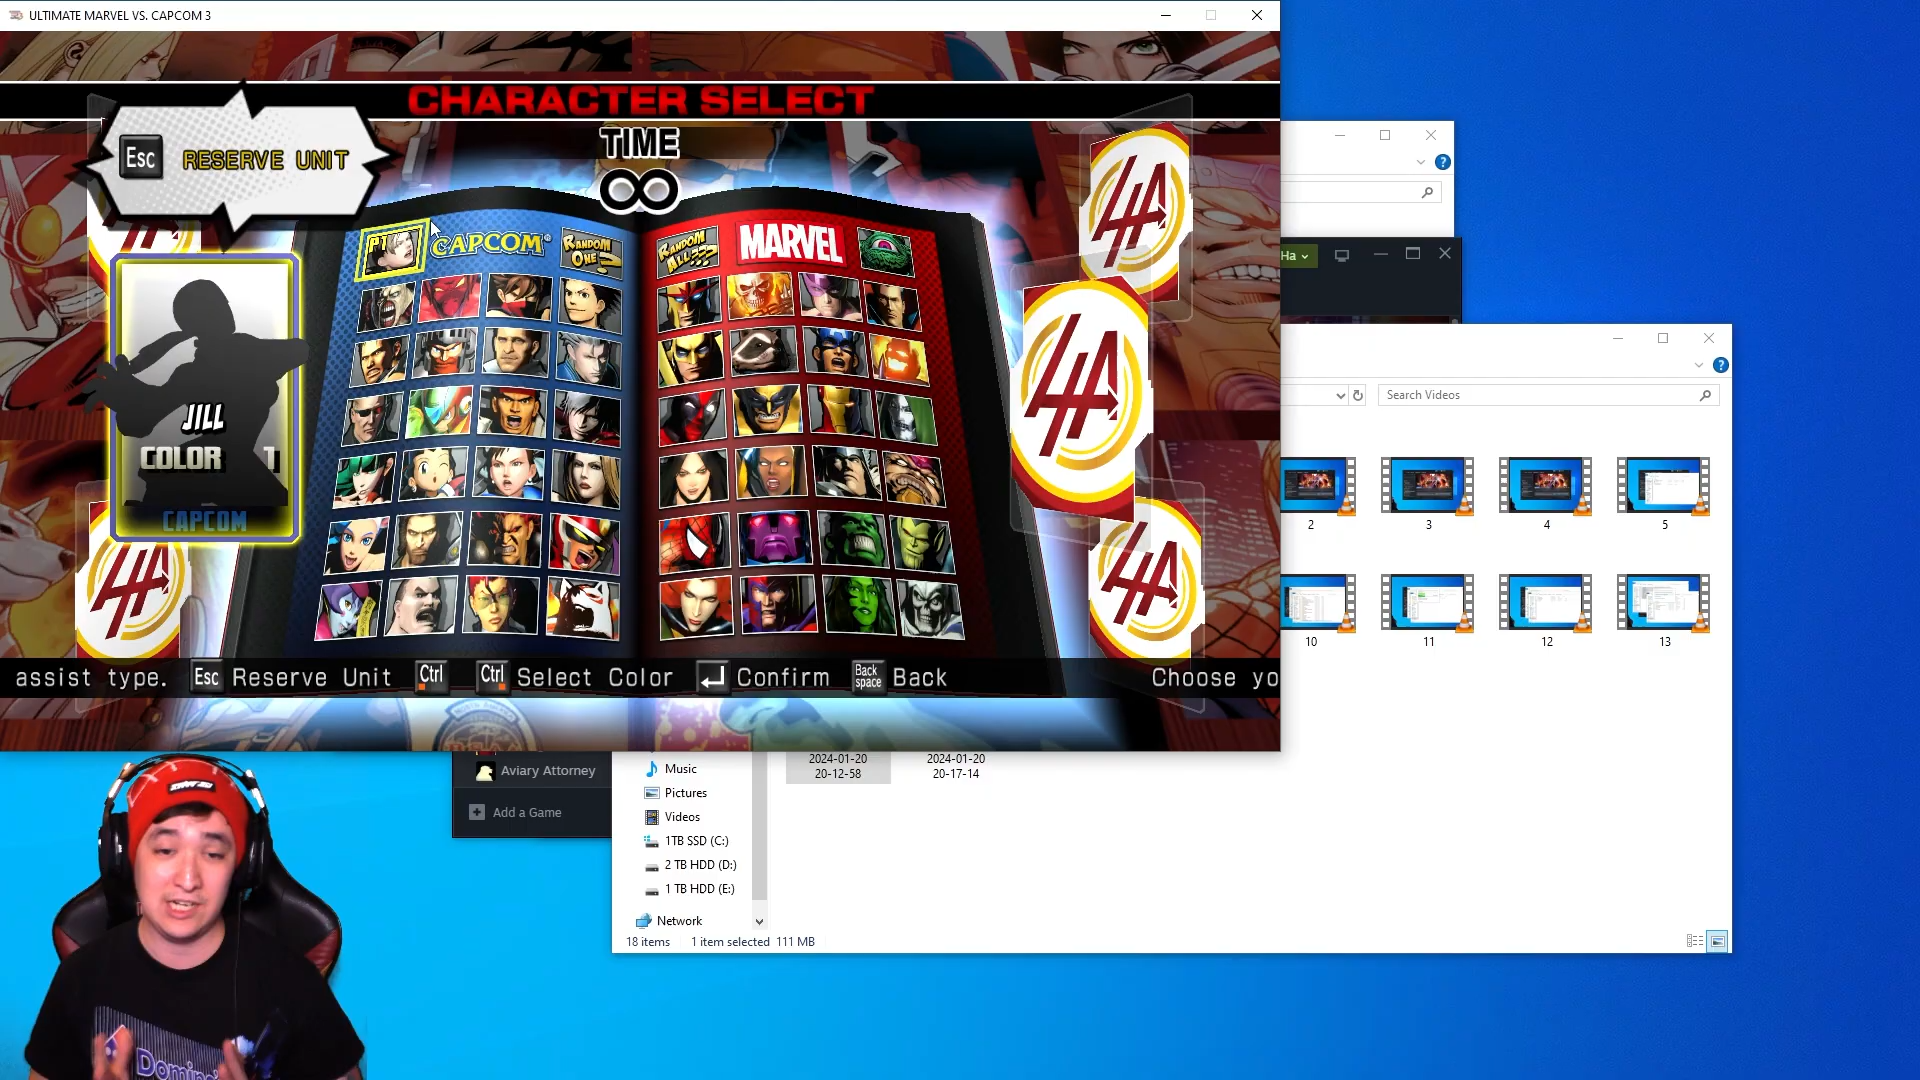 ULTIMATE MARVEL VS. CAPCOM 3
CHARACTER SELECT
TIME
∞
Esc RESERVE UNIT
P1
CAPCOM
RANDOM ONE?
RANDOM ALL???
MARVEL
JILL
COLOR 1
CAPCOM
assist type. Esc Reserve Unit Ctrl Ctrl Select Color Confirm Back space Back
Choose yo
Ha
Search Videos
2
3
4
5
10
11
12
13
Aviary Attorney
Add a Game
Music
Pictures
Videos
1TB SSD (C:)
2 TB HDD (D:)
1 TB HDD (E:)
Network
2024-01-20
20-12-58
2024-01-20
20-17-14
18 items
1 item selected 111 MB